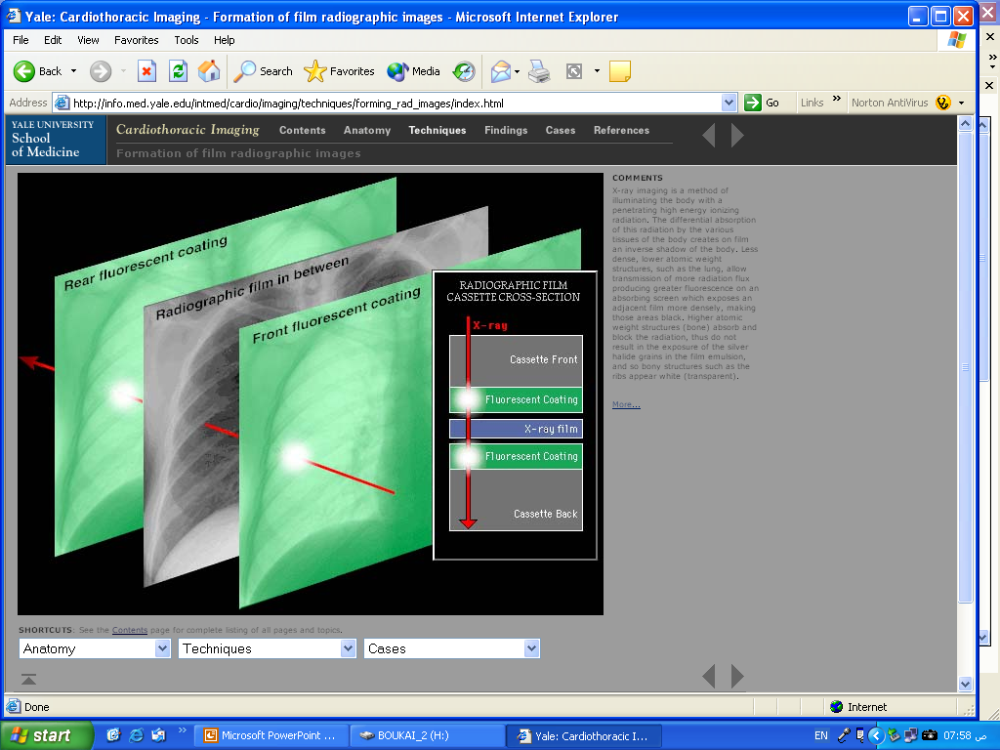 Yale: Cardiothoracic Imaging - Formation of film radiographic images - Microsoft Internet Explorer
File Edit View Favorites Tools Help
Back Search Favorites Media
Address http://info.med.yale.edu/intmed/cardio/imaging/techniques/forming_rad_images/index.html Go Links » Norton AntiVirus
YALE UNIVERSITY
School
of Medicine
Cardiothoracic Imaging Contents Anatomy Techniques Findings Cases References
Formation of film radiographic images
Rear fluorescent coating
Radiographic film in between
Front fluorescent coating
RADIOGRAPHIC FILM
CASSETTE CROSS-SECTION
X-ray
Cassette Front
Fluorescent Coating
X-ray film
Fluorescent Coating
Cassette Back
COMMENTS
X-ray imaging is a method of
illuminating the body with a
penetrating high energy ionizing
radiation. The differential absorption
of this radiation by the various
tissues of the body creates on film
an inverse shadow of the body. Less
dense, lower atomic weight
structures, such as the lung, allow
transmission of more radiation flux
producing greater fluorescence on an
absorbing screen which exposes an
adjacent film more densely, making
those areas black. Higher atomic
weight structures (bone) absorb and
block the radiation, thus do not
result in the exposure of the silver
halide grains in the film emulsion,
and so bony structures such as the
ribs appear white (transparent).
More...
SHORTCUTS: See the Contents page for complete listing of all pages and topics.
Anatomy Techniques Cases
Done Internet
start » Microsoft PowerPoint ... BOUKAI_2 (H:) Yale: Cardiothoracic I... EN 07:58 ص